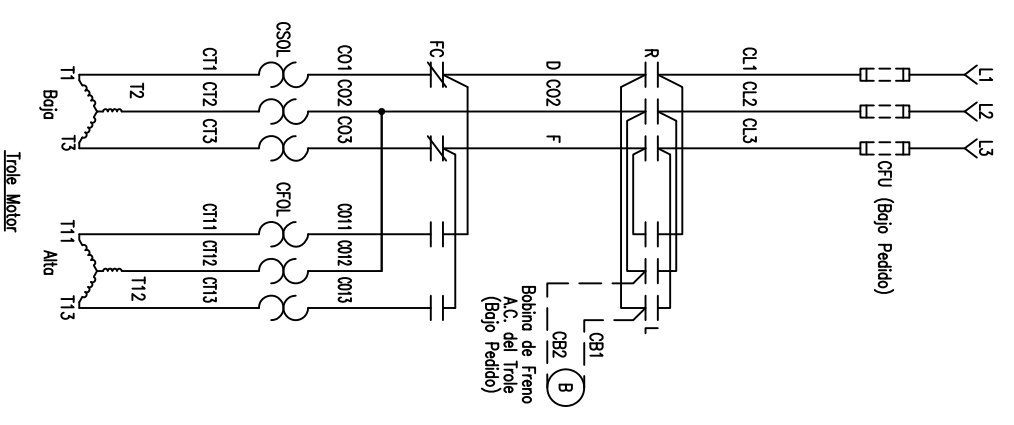 L1
L2
L3
CFU (Bajo Pedido)
CL1
CL2
CL3
R
L
CB1
CB2
B
Bobina de Freno
A.C. del Trole
(Bajo Pedido)
D
CO2
F
FC
CO1
CO2
CO3
CO11
CO12
CO13
CSOL
CFOL
CT1
CT2
CT3
CT11
CT12
CT13
T1
T2
T3
Baja
T11
T12
T13
Alta
Trole Motor